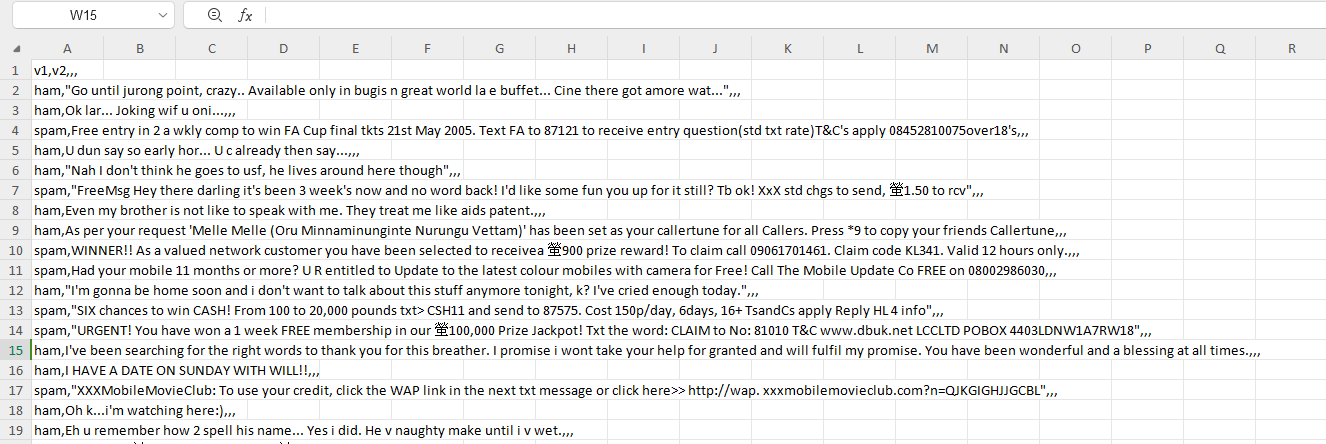 W15
fx
A B C D E F G H I J K L M N O P Q R
1 v1,v2,,,
2 ham,"Go until jurong point, crazy.. Available only in bugis n great world la e buffet... Cine there got amore wat...",,,
3 ham,Ok lar... Joking wif u oni...,,,
4 spam,Free entry in 2 a wkly comp to win FA Cup final tkts 21st May 2005. Text FA to 87121 to receive entry question(std txt rate)T&C's apply 08452810075over18's,,,
5 ham,U dun say so early hor... U c already then say...,,,
6 ham,"Nah I don't think he goes to usf, he lives around here though",,,
7 spam,"FreeMsg Hey there darling it's been 3 week's now and no word back! I'd like some fun you up for it still? Tb ok! XxX std chgs to send, 螢1.50 to rcv",,,
8 ham,Even my brother is not like to speak with me. They treat me like aids patent.,,,
9 ham,As per your request 'Melle Melle (Oru Minnaminunginte Nurungu Vettam)' has been set as your callertune for all Callers. Press *9 to copy your friends Callertune,,,
10 spam,WINNER!! As a valued network customer you have been selected to receivea 螢900 prize reward! To claim call 09061701461. Claim code KL341. Valid 12 hours only.,,,
11 spam,Had your mobile 11 months or more? U R entitled to Update to the latest colour mobiles with camera for Free! Call The Mobile Update Co FREE on 08002986030,,,
12 ham,"I'm gonna be home soon and i don't want to talk about this stuff anymore tonight, k? I've cried enough today.",,,
13 spam,"SIX chances to win CASH! From 100 to 20,000 pounds txt> CSH11 and send to 87575. Cost 150p/day, 6days, 16+ TsandCs apply Reply HL 4 info",,,
14 spam,"URGENT! You have won a 1 week FREE membership in our 螢100,000 Prize Jackpot! Txt the word: CLAIM to No: 81010 T&C www.dbuk.net LCCLTD POBOX 4403LDNW1A7RW18",,,
15 ham,I've been searching for the right words to thank you for this breather. I promise i wont take your help for granted and will fulfil my promise. You have been wonderful and a blessing at all times.,,,
16 ham,I HAVE A DATE ON SUNDAY WITH WILL!!,,,
17 spam,"XXXMobileMovieClub: To use your credit, click the WAP link in the next txt message or click here>> http://wap. xxxmobilemovieclub.com?n=QJKGIGHJJGCBL",,,
18 ham,Oh k...i'm watching here:),,,
19 ham,Eh u remember how 2 spell his name... Yes i did. He v naughty make until i v wet.,,,